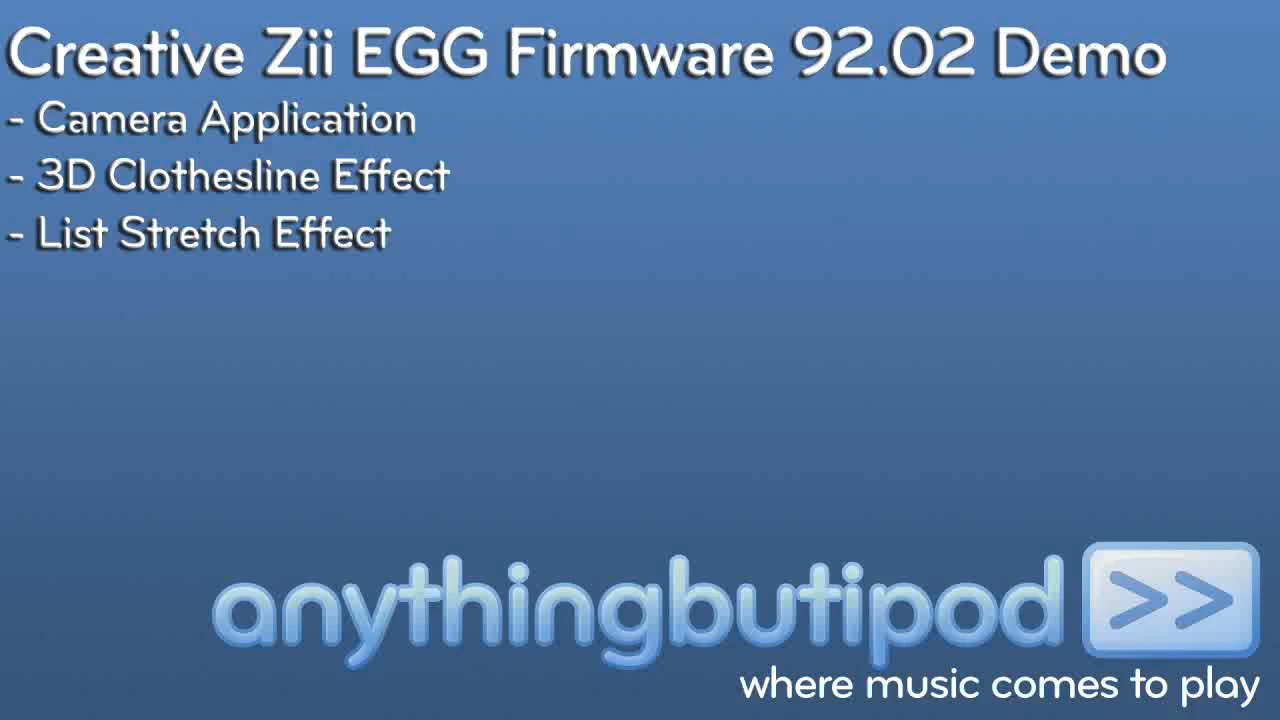 Creative Zii EGG Firmware 92.02 Demo
- Camera Application
- 3D Clothesline Effect
- List Stretch Effect
anythingbutipod >>
where music comes to play